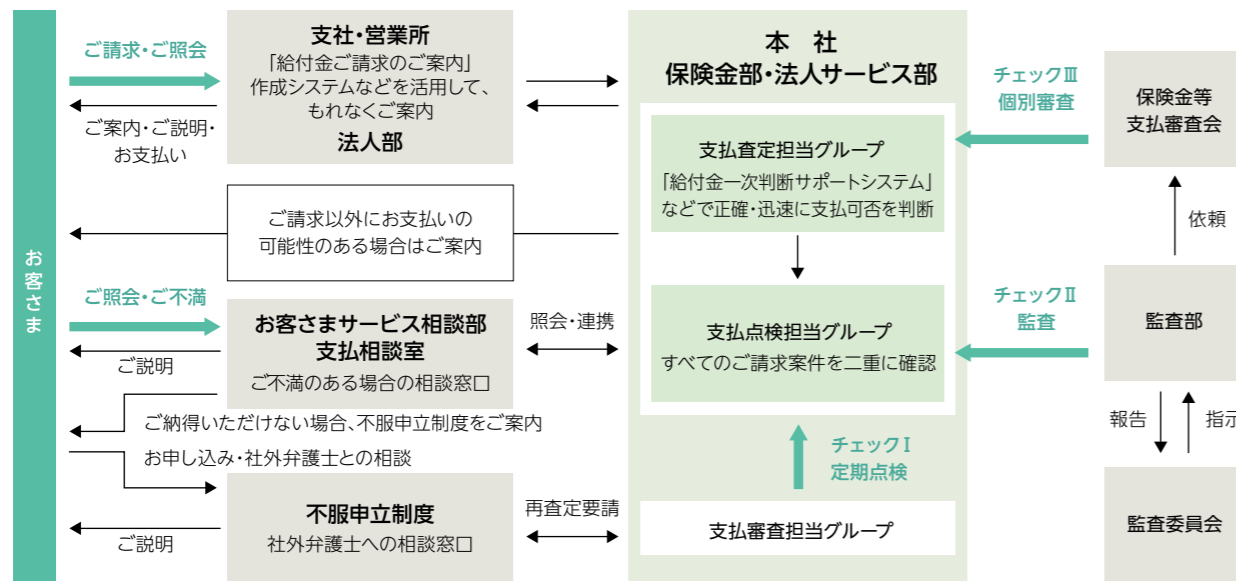 お客さま
ご請求・ご照会
ご案内・ご説明・
お支払い
支社・営業所
「給付金ご請求のご案内」
作成システムなどを活用して、
もれなくご案内
法人部
ご請求以外にお支払いの
可能性のある場合はご案内
ご照会・ご不満
ご説明
お客さまサービス相談部
支払相談室
ご不満のある場合の相談窓口
照会・連携
ご納得いただけない場合、不服申立制度をご案内
お申し込み・社外弁護士との相談
ご説明
不服申立制度
社外弁護士への相談窓口
再査定要請
本 社
保険金部・法人サービス部
支払査定担当グループ
「給付金一次判断サポートシステム」
などで正確・迅速に支払可否を判断
支払点検担当グループ
すべてのご請求案件を二重に確認
チェックⅠ
定期点検
支払審査担当グループ
チェックⅢ
個別審査
保険金等
支払審査会
依頼
チェックⅡ
監査
監査部
報告
指示
監査委員会